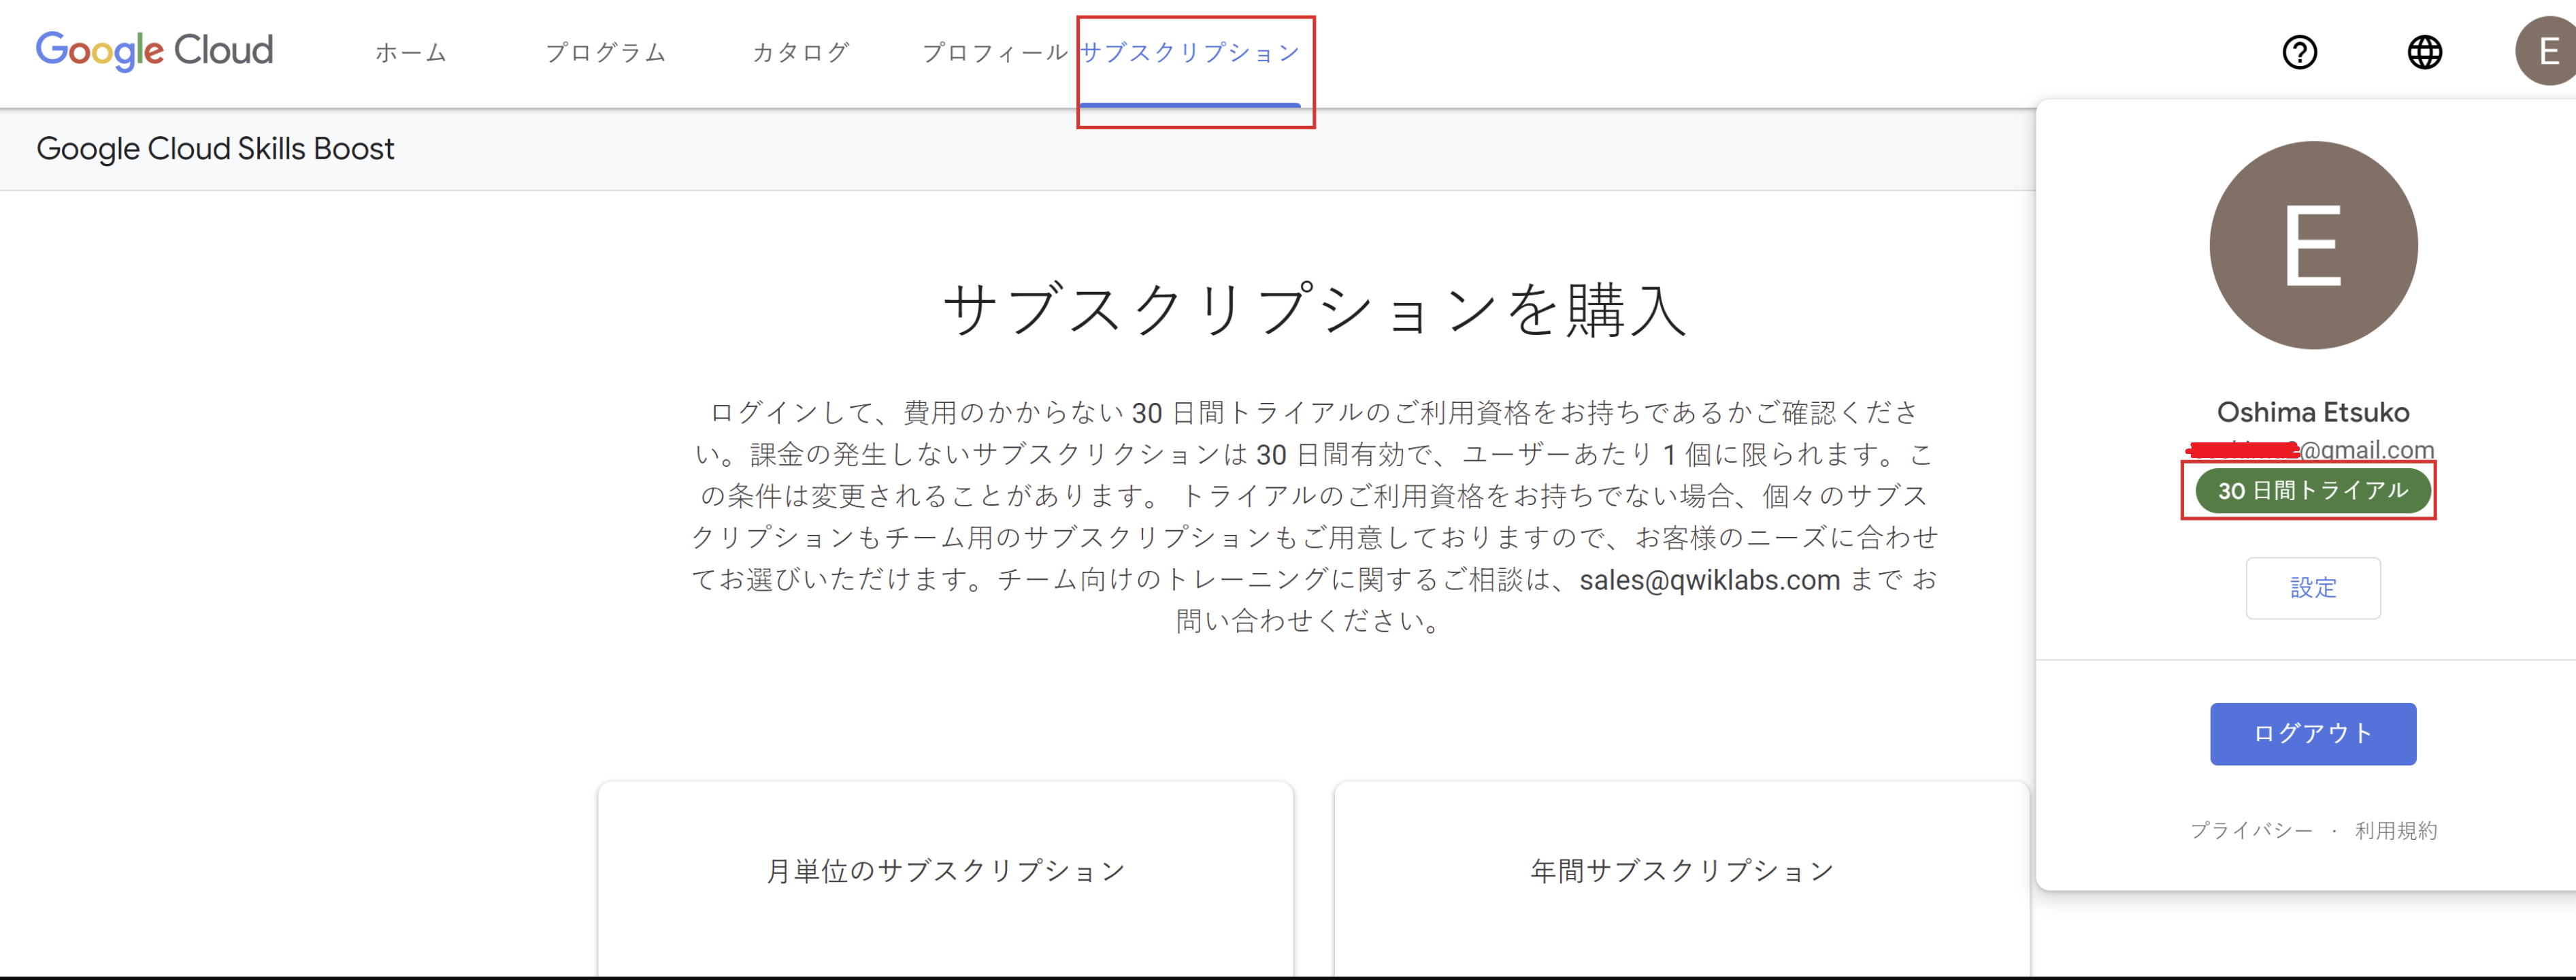 Google Cloud ホーム プログラム カタログ プロフィール サブスクリプション E
Google Cloud Skills Boost
サブスクリプションを購入
ログインして、費用のかからない 30 日間トライアルのご利用資格をお持ちであるかご確認くださ
い。課金の発生しないサブスクリクションは 30 日間有効で、ユーザーあたり 1 個に限られます。こ
の条件は変更されることがあります。 トライアルのご利用資格をお持ちでない場合、個々のサブス
クリプションもチーム用のサブスクリプションもご用意しておりますので、お客様のニーズに合わせ
てお選びいただけます。チーム向けのトレーニングに関するご相談は、sales@qwiklabs.com まで お
問い合わせください。
月単位のサブスクリプション
年間サブスクリプション
E
Oshima Etsuko
@gmail.com
30 日間トライアル
設定
ログアウト
プライバシー · 利用規約